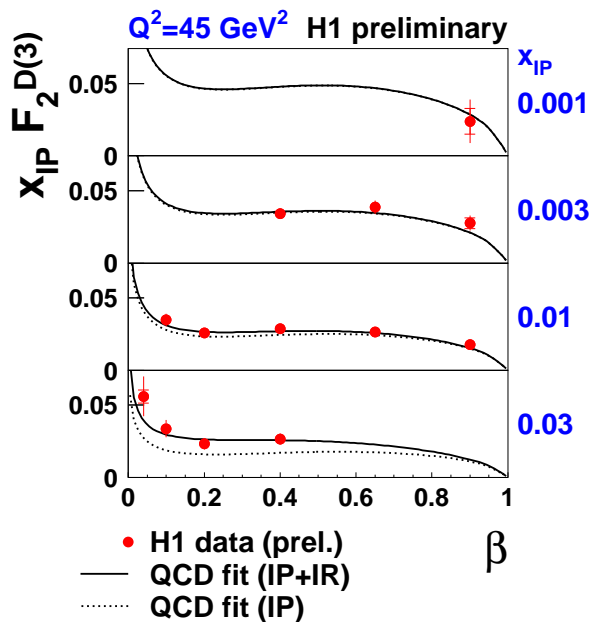 Q²=45 GeV² H1 preliminary
x_IP F₂^D(3)
x_IP
0.05
0.001
0
0.05
0.003
0
0.05
0.01
0
0.05
0.03
0
0 0.2 0.4 0.6 0.8 1
β
H1 data (prel.)
QCD fit (IP+IR)
QCD fit (IP)